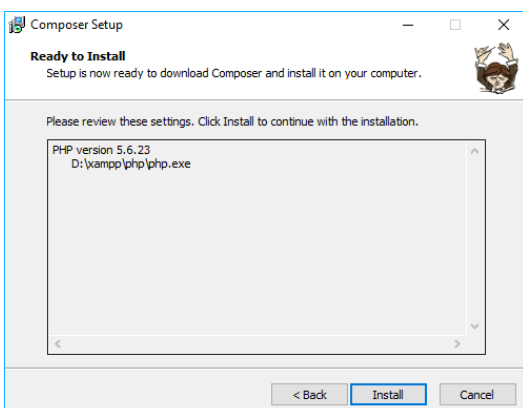 Composer Setup
Ready to Install
Setup is now ready to download Composer and install it on your computer.
Please review these settings. Click Install to continue with the installation.
PHP version 5.6.23
D:\xampp\php\php.exe
< Back
Install
Cancel